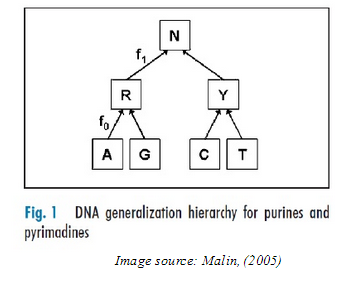 N
f1
R Y
f0
A G C T
Fig. 1 DNA generalization hierarchy for purines and
pyrimadines
Image source: Malin, (2005)